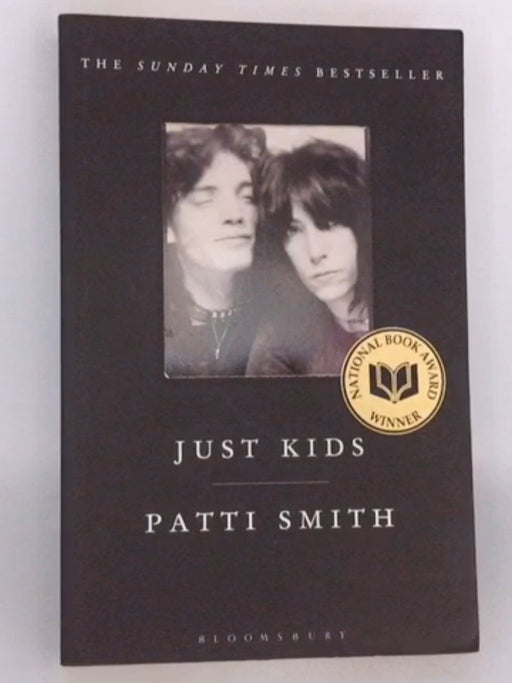 THE SUNDAY TIMES BESTSELLER
NATIONAL BOOK AWARD
WINNER
JUST KIDS
PATTI SMITH
BLOOMSBURY